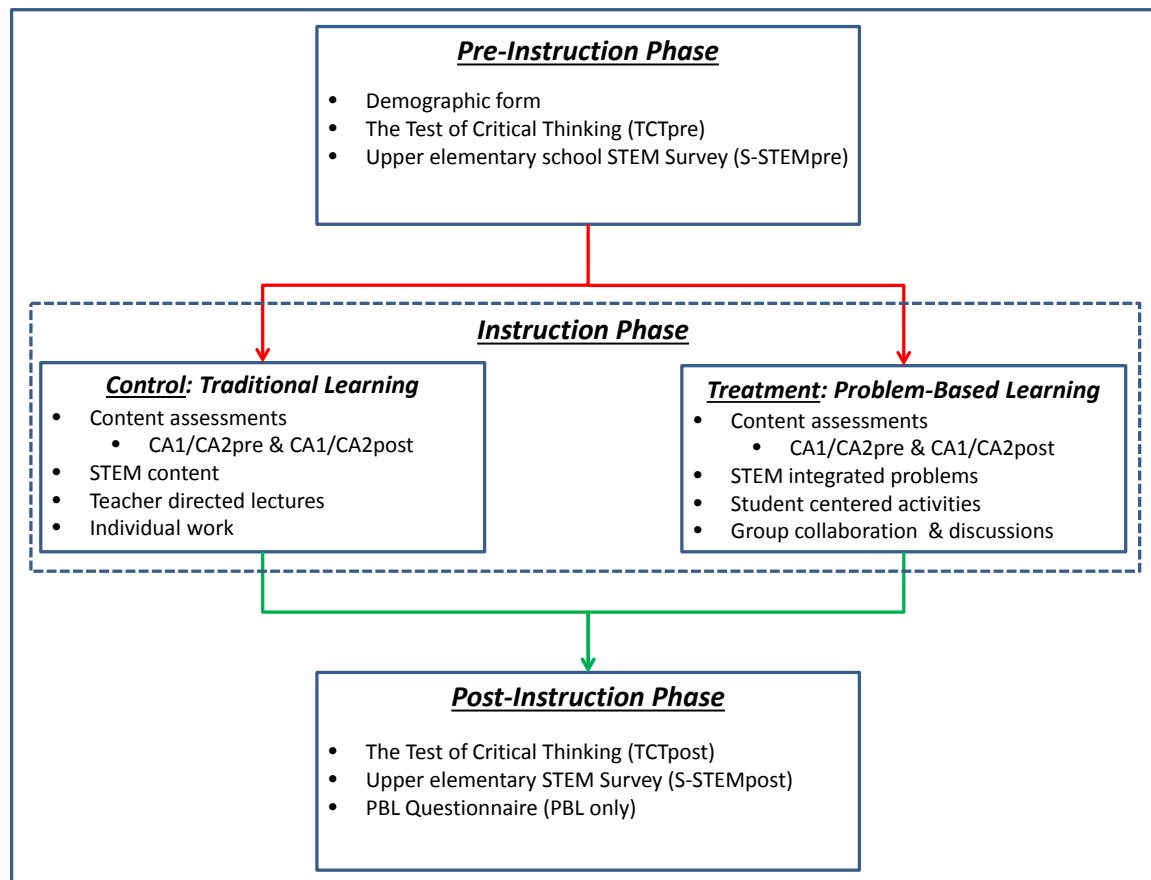 Pre-Instruction Phase
• Demographic form
• The Test of Critical Thinking (TCTpre)
• Upper elementary school STEM Survey (S-STEMpre)
Instruction Phase
Control: Traditional Learning
• Content assessments
• CA1/CA2pre & CA1/CA2post
• STEM content
• Teacher directed lectures
• Individual work
Treatment: Problem-Based Learning
• Content assessments
• CA1/CA2pre & CA1/CA2post
• STEM integrated problems
• Student centered activities
• Group collaboration & discussions
Post-Instruction Phase
• The Test of Critical Thinking (TCTpost)
• Upper elementary STEM Survey (S-STEMpost)
• PBL Questionnaire (PBL only)